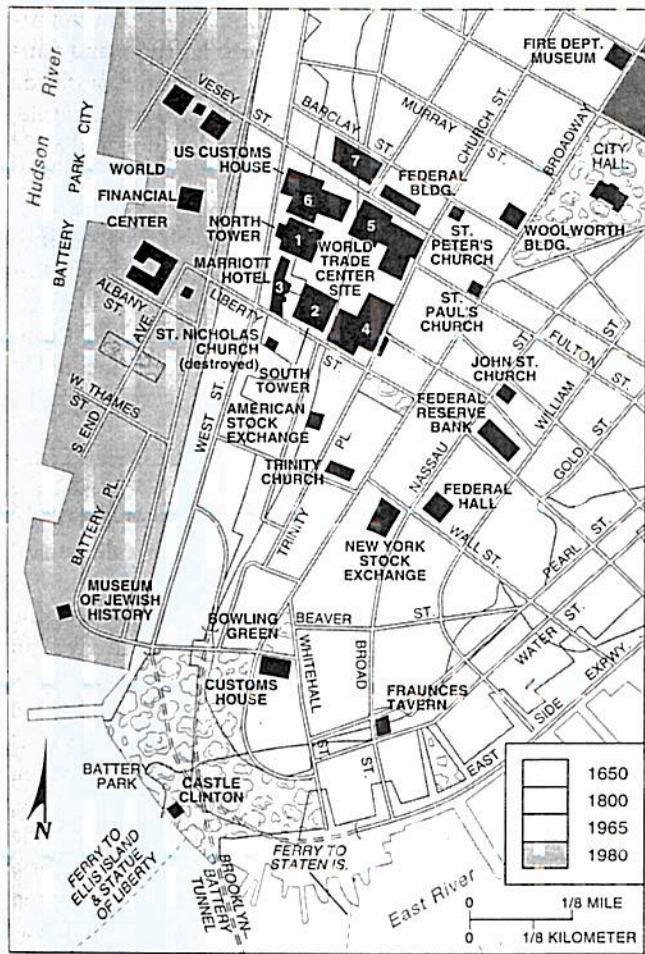 FIRE DEPT.
MUSEUM
Hudson River
VESEY
ST.
BARCLAY
ST.
MURRAY
ST.
CHURCH ST.
BROADWAY
CITY
HALL
BATTERY PARK CITY
WORLD
FINANCIAL
CENTER
US CUSTOMS
HOUSE
7
FEDERAL
BLDG.
6
5
NORTH
TOWER
1
WORLD
TRADE
CENTER
SITE
ST.
PETER'S
CHURCH
WOOLWORTH
BLDG.
MARRIOTT
HOTEL
3
2
4
ST.
PAUL'S
CHURCH
ALBANY
ST.
LIBERTY
ST.
ST. NICHOLAS
CHURCH
(destroyed)
SOUTH
TOWER
FULTON
ST.
JOHN ST.
CHURCH
ST.
WILLIAM
ST.
W. THAMES
ST.
S. END
AVE.
WEST ST.
AMERICAN
STOCK
EXCHANGE
FEDERAL
RESERVE
BANK
GOLD
ST.
TRINITY
CHURCH
PL.
TRINITY
NASSAU
FEDERAL
HALL
BATTERY PL.
NEW YORK
STOCK
EXCHANGE
WALL ST.
PEARL
ST.
MUSEUM
OF JEWISH
HISTORY
BOWLING
GREEN
BEAVER
ST.
WATER
ST.
CUSTOMS
HOUSE
WHITEHALL
ST.
BROAD
ST.
FRAUNCES
TAVERN
EAST
SIDE
EXPWY.
BATTERY
PARK
CASTLE
CLINTON
N
FERRY TO
ELLIS ISLAND
& STATUE
OF LIBERTY
BROOKLYN-
BATTERY
TUNNEL
FERRY TO
STATEN IS.
East River
1650
1800
1965
1980
0 1/8 MILE
0 1/8 KILOMETER